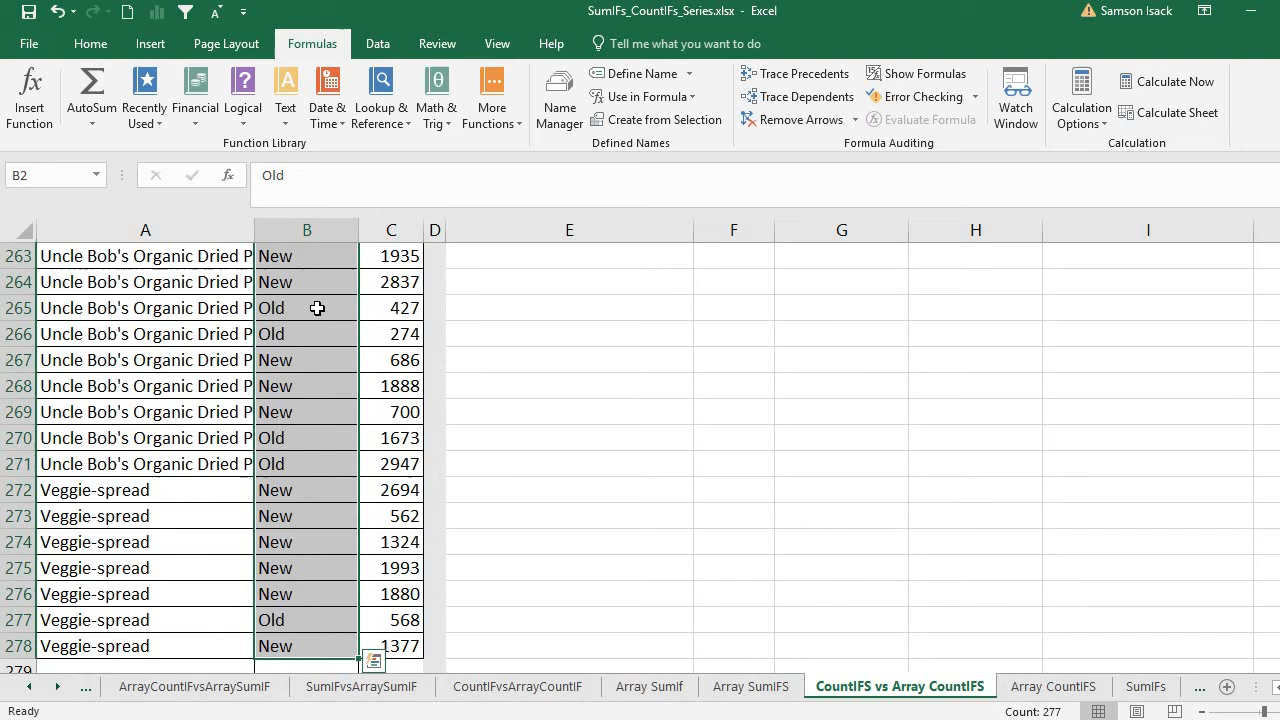 SumIFs_CountIFs_Series.xlsx - Excel
Samson Isack
File Home Insert Page Layout Formulas Data Review View Help Tell me what you want to do
Insert Function
AutoSum
Recently Used
Financial
Logical
Text
Date & Time
Lookup & Reference
Math & Trig
More Functions
Function Library
Name Manager
Define Name
Use in Formula
Create from Selection
Defined Names
Trace Precedents
Trace Dependents
Remove Arrows
Show Formulas
Error Checking
Evaluate Formula
Formula Auditing
Watch Window
Calculation Options
Calculate Now
Calculate Sheet
Calculation
B2 fx Old
A B C D E F G H I
263 Uncle Bob's Organic Dried P New 1935
264 Uncle Bob's Organic Dried P New 2837
265 Uncle Bob's Organic Dried P Old 427
266 Uncle Bob's Organic Dried P Old 274
267 Uncle Bob's Organic Dried P New 686
268 Uncle Bob's Organic Dried P New 1888
269 Uncle Bob's Organic Dried P New 700
270 Uncle Bob's Organic Dried P Old 1673
271 Uncle Bob's Organic Dried P Old 2947
272 Veggie-spread New 2694
273 Veggie-spread New 562
274 Veggie-spread New 1324
275 Veggie-spread New 1993
276 Veggie-spread New 1880
277 Veggie-spread Old 568
278 Veggie-spread New 1377
279
... ArrayCountIFvsArraySumIF SumIFvsArraySumIF CountIFvsArrayCountIF Array SumIf Array SumIFS CountIFS vs Array CountIFS Array CountIFS SumIFs ...
Ready Count: 277